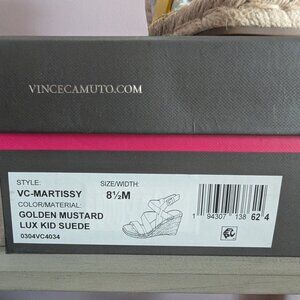 VINCECAMUTO.COM
STYLE: SIZE/WIDTH:
VC-MARTISSY 8½M
COLOR/MATERIAL:
GOLDEN MUSTARD
LUX KID SUEDE
0304VC4034
1 94307 138 62 4